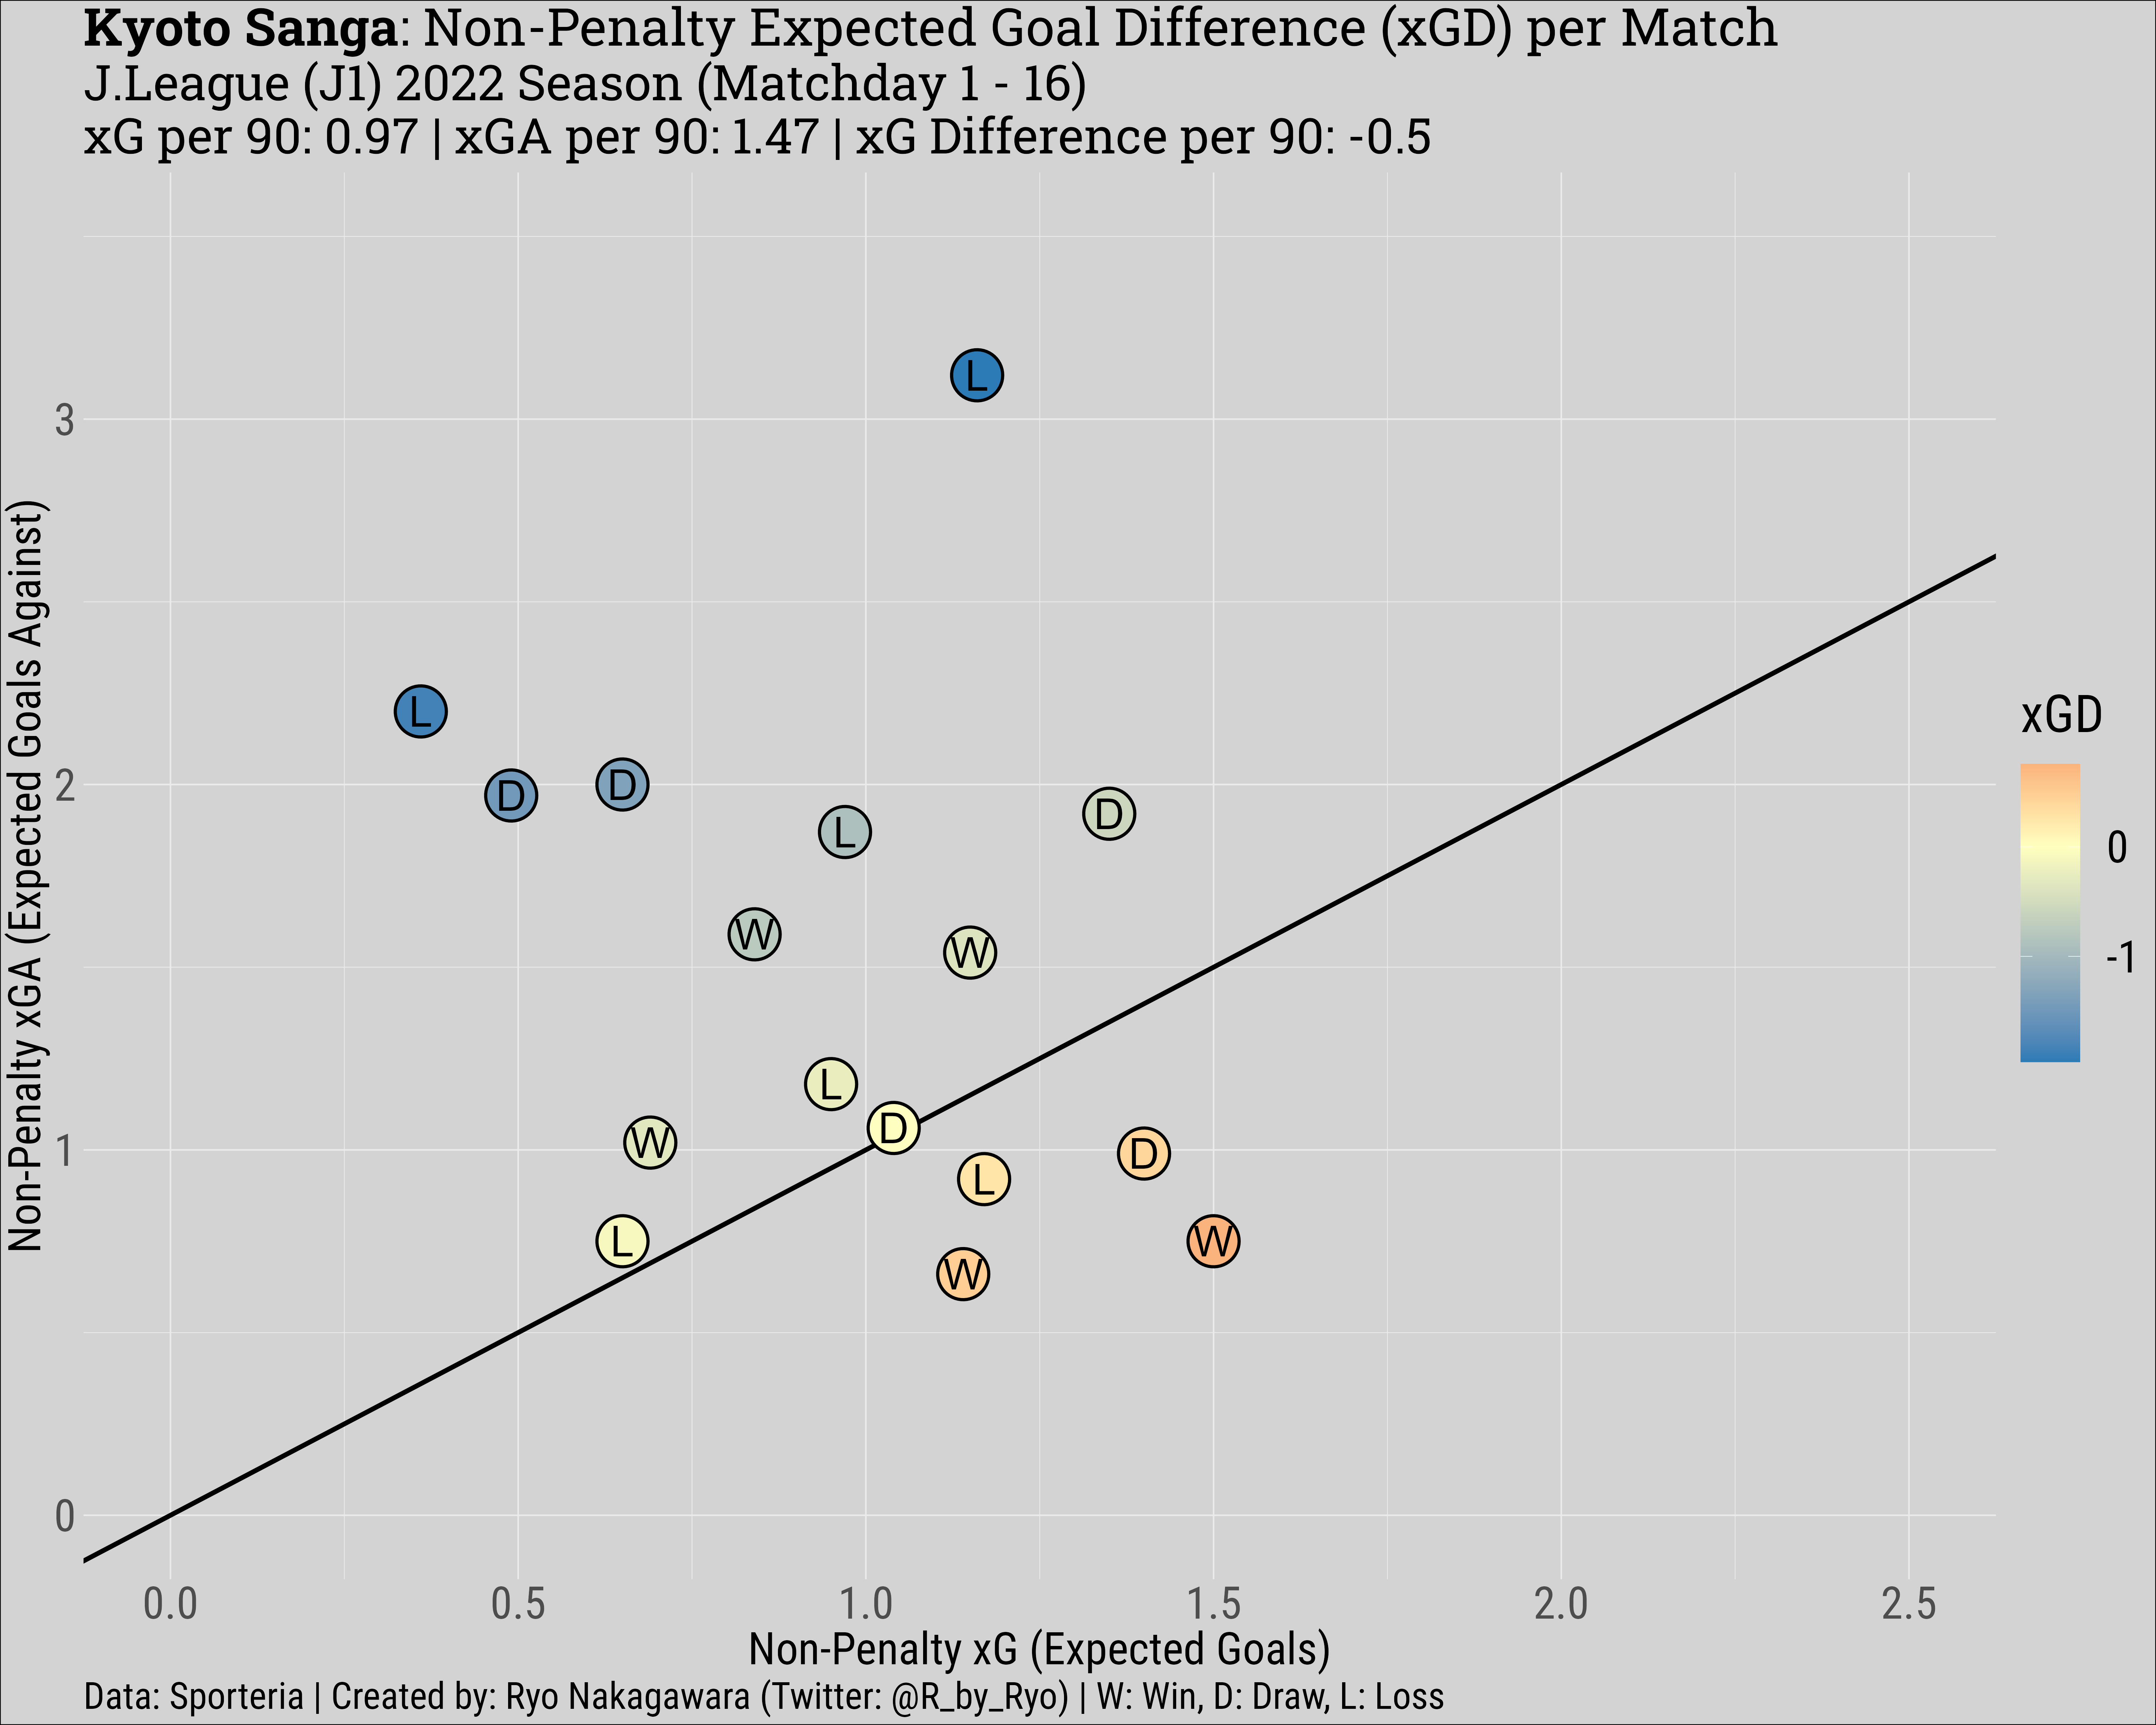 Kyoto Sanga: Non-Penalty Expected Goal Difference (xGD) per Match
J.League (J1) 2022 Season (Matchday 1 - 16)
xG per 90: 0.97 | xGA per 90: 1.47 | xG Difference per 90: -0.5
Non-Penalty xGA (Expected Goals Against)
3
2
1
0
L
L
D
D
D
L
W
W
L
D
W
D
L
L
W
W
xGD
0
-1
0.0
0.5
1.0
1.5
2.0
2.5
Non-Penalty xG (Expected Goals)
Data: Sporteria | Created by: Ryo Nakagawara (Twitter: @R_by_Ryo) | W: Win, D: Draw, L: Loss